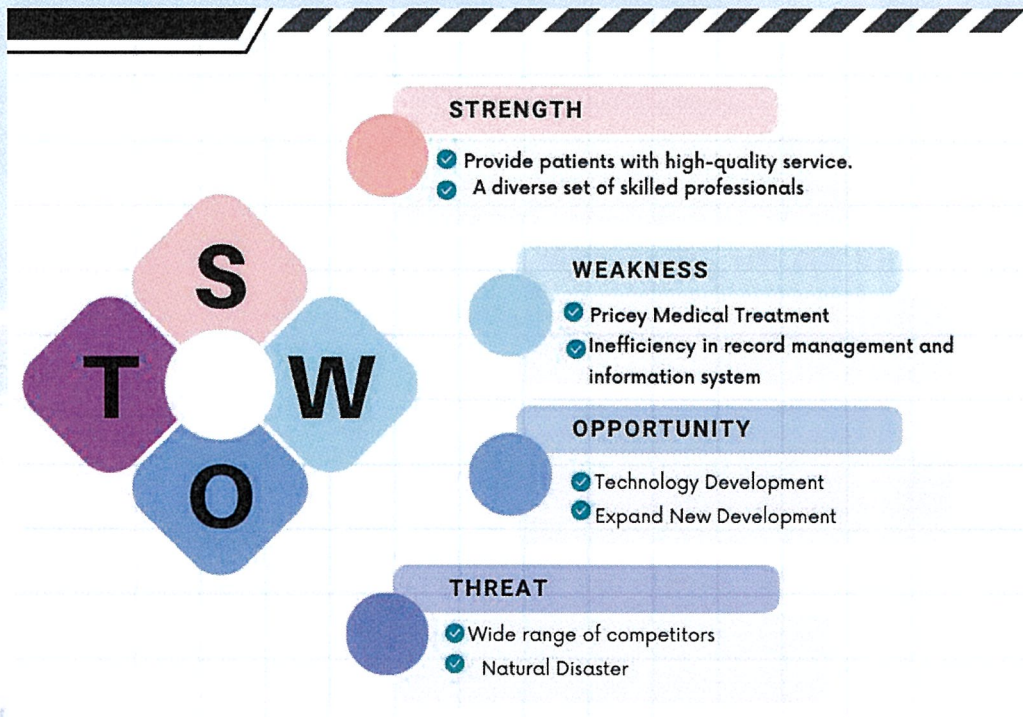 STRENGTH
Provide patients with high-quality service.
A diverse set of skilled professionals
S
WEAKNESS
Pricey Medical Treatment
Inefficiency in record management and
information system
T
W
OPPORTUNITY
O
Technology Development
Expand New Development
THREAT
Wide range of competitors
Natural Disaster